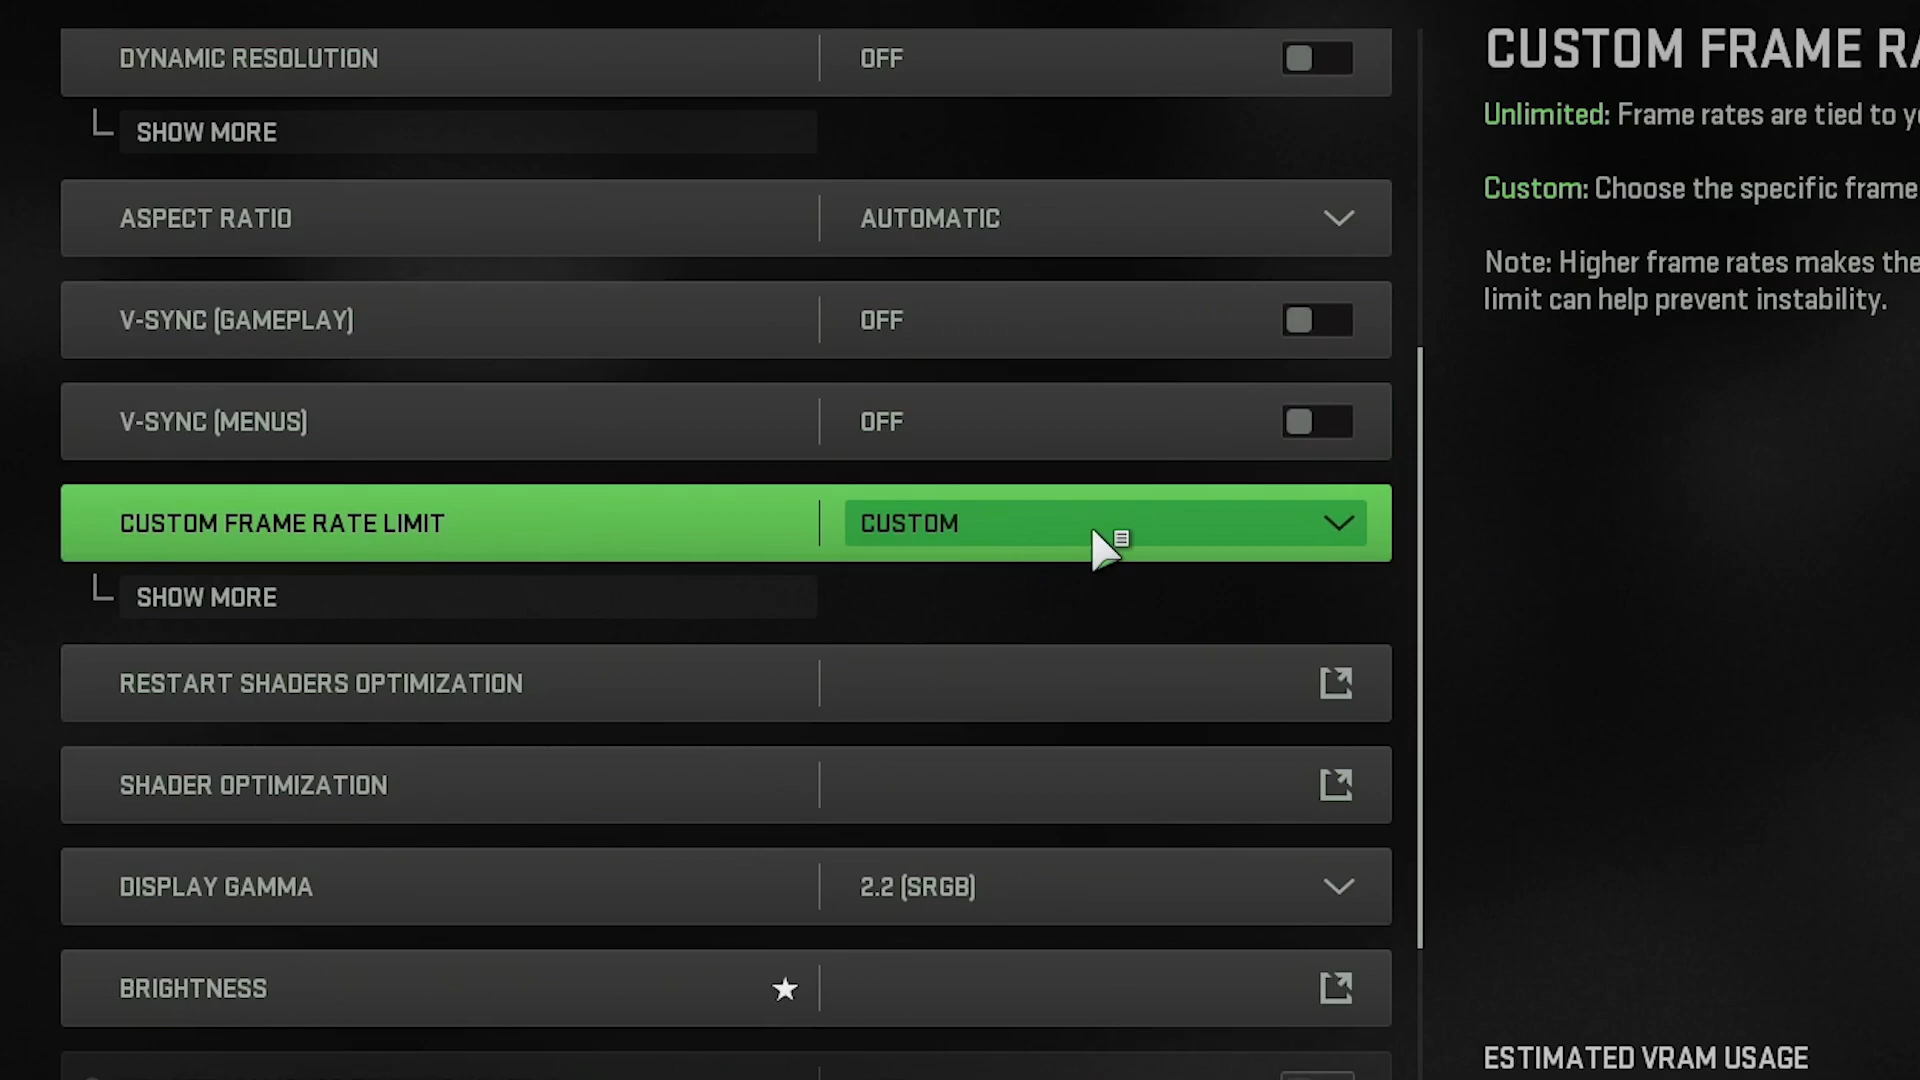 DYNAMIC RESOLUTION OFF
SHOW MORE
ASPECT RATIO AUTOMATIC
V-SYNC (GAMEPLAY) OFF
V-SYNC (MENUS) OFF
CUSTOM FRAME RATE LIMIT CUSTOM
SHOW MORE
RESTART SHADERS OPTIMIZATION
SHADER OPTIMIZATION
DISPLAY GAMMA 2.2 (SRGB)
BRIGHTNESS
CUSTOM FRAME
Unlimited: Frame rates are tied to
Custom: Choose the specific frame
Note: Higher frame rates makes the
limit can help prevent instability.
ESTIMATED VRAM USAGE